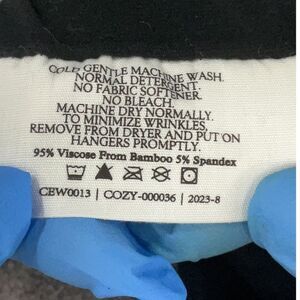 COLD GENTLE MACHINE WASH.
NORMAL DETERGENT.
NO FABRIC SOFTENER.
NO BLEACH.
MACHINE DRY NORMALLY.
TO MINIMIZE WRINKLES,
REMOVE FROM DRYER AND PUT ON
HANGERS PROMPTLY.
95% Viscose From Bamboo 5% Spandex
CEW0013 | COZY-000036 | 2023-8